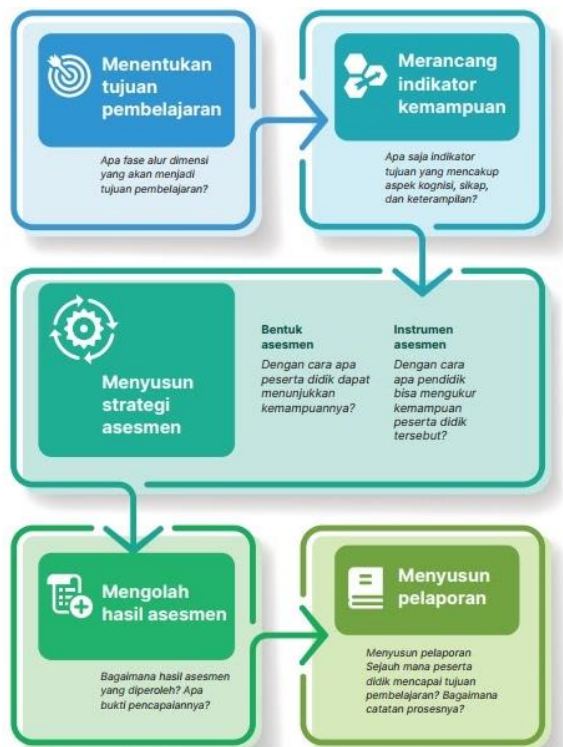 Menentukan
tujuan
pembelajaran
Apa fase alur dimensi
yang akan menjadi
tujuan pembelajaran?
Merancang
indikator
kemampuan
Apa saja indikator
tujuan yang mencakup
aspek kognisi, sikap,
dan keterampilan?
Menyusun
strategi
asesmen
Bentuk
asesmen
Dengan cara apa
peserta didik dapat
menunjukkan
kemampuannya?
Instrumen
asesmen
Dengan cara
apa pendidik
bisa mengukur
kemampuan
peserta didik
tersebut?
Mengolah
hasil asesmen
Bagaimana hasil asesmen
yang diperoleh? Apa
bukti pencapaiannya?
Menyusun
pelaporan
Menyusun pelaporan
Sejauh mana peserta
didik mencapai tujuan
pembelajaran? Bagaimana
catatan prosesnya?